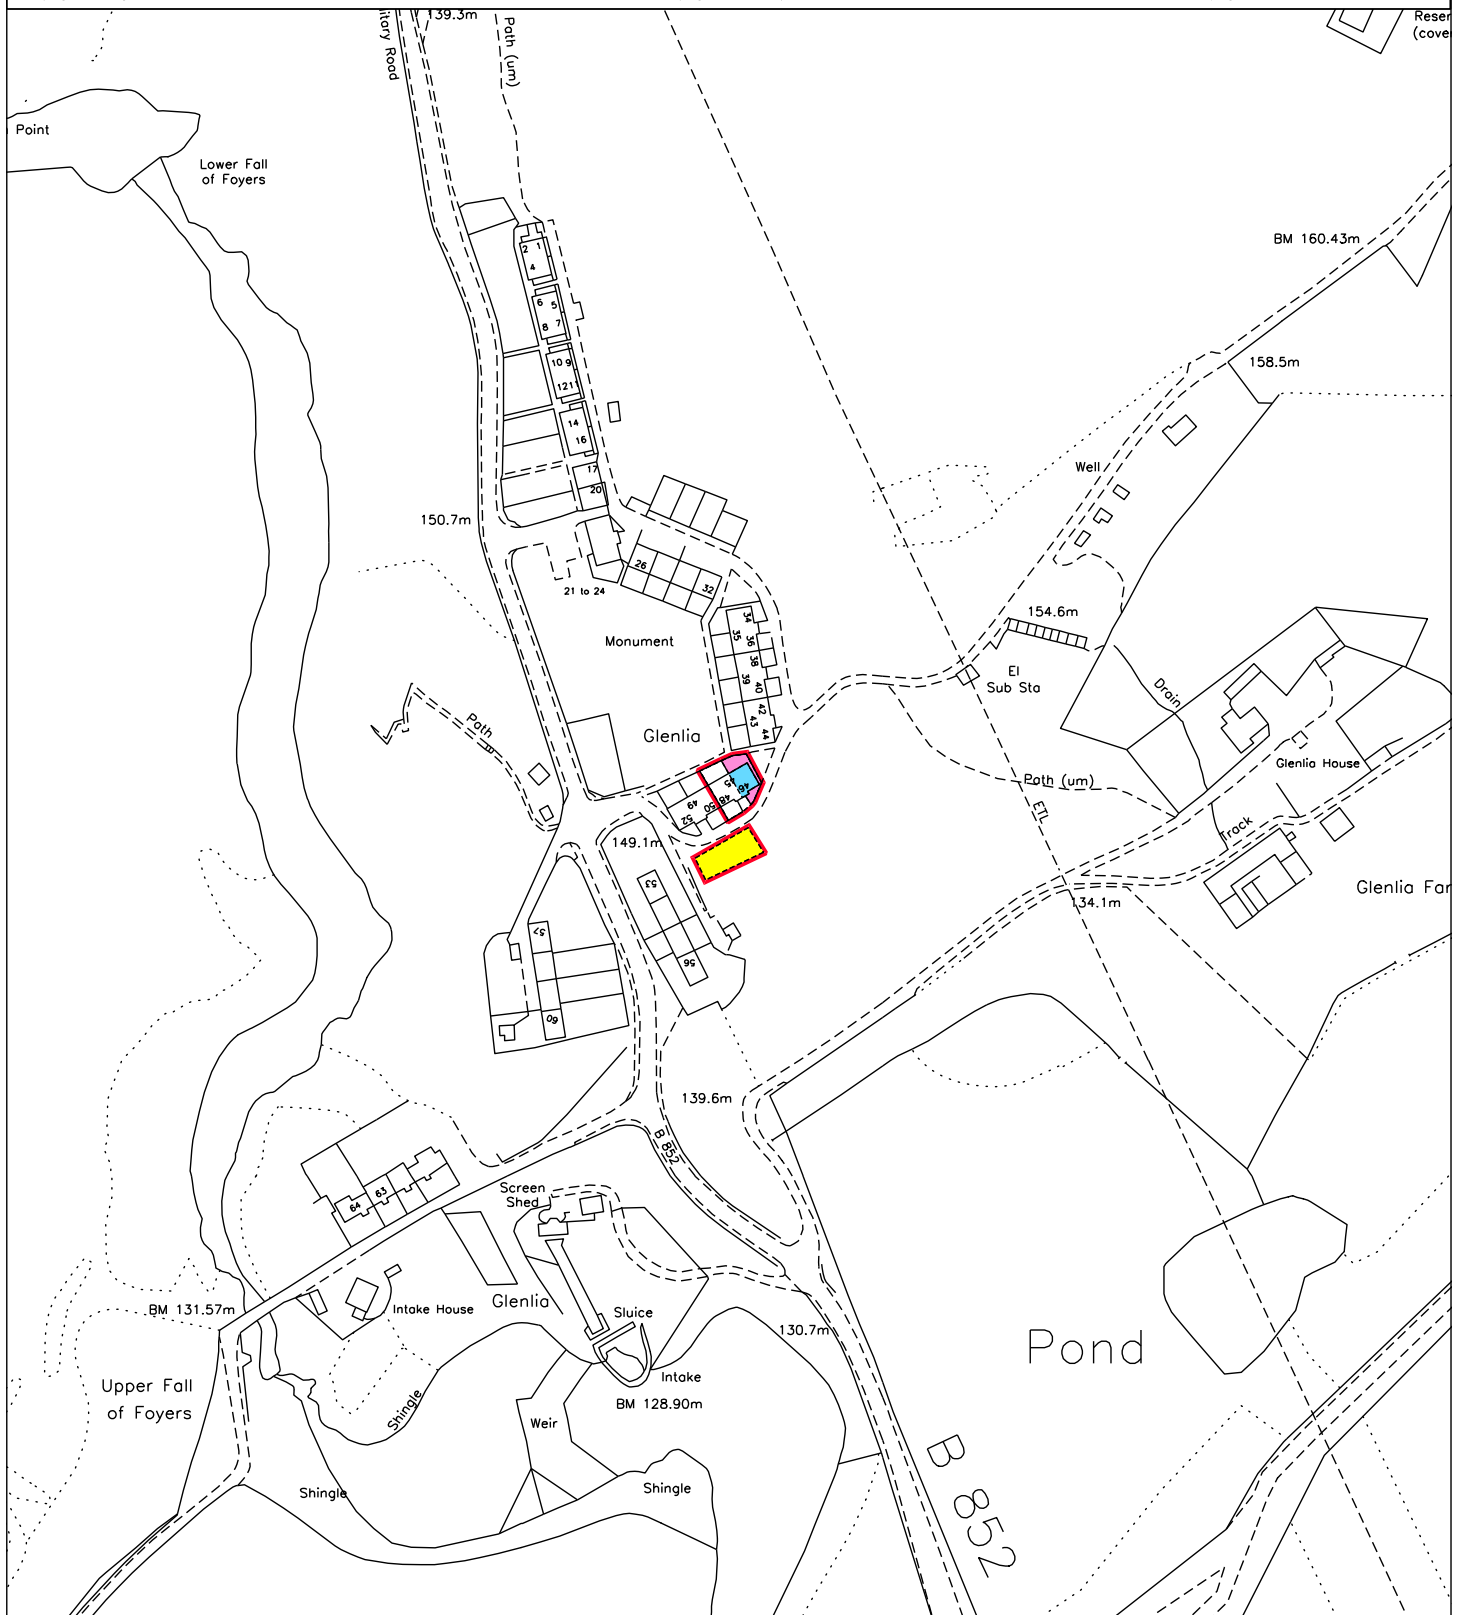 139.3m
itary Road
Path (um)
Reser
(cove
Point
Lower Fall
of Foyers
BM 160.43m
2 1
4
6 5
8 7
10 9
12 11
14
16
17
20
158.5m
Well
150.7m
26
32
21 to 24
34
35
36
38
39
40
42
43
44
154.6m
Monument
El
Sub Sta
Drain
Path
Glenlia
Glenlia House
Path (um)
ETL
45
46
48
49
50
52
149.1m
Track
53
Glenlia Far
134.1m
57
56
60
139.6m
B 852
63
64
Screen
Shed
BM 131.57m
Intake House
Glenlia
Sluice
130.7m
Pond
Upper Fall
of Foyers
Shingle
Intake
BM 128.90m
Weir
Shingle
Shingle
B 852